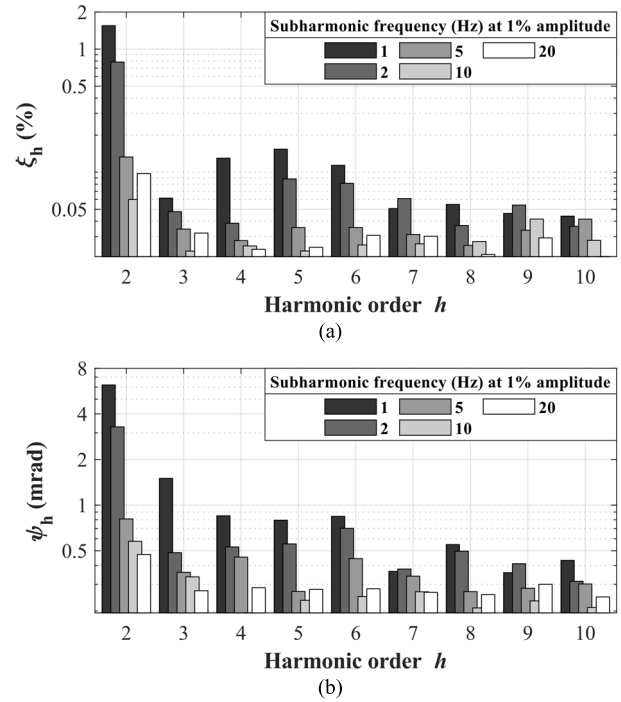 2
1
0.5
0.05
ξh (%)
Subharmonic frequency (Hz) at 1% amplitude
1 5 20
2 10
2 3 4 5 6 7 8 9 10
Harmonic order h
(a)
8
4
2
1
0.5
ψh (mrad)
Subharmonic frequency (Hz) at 1% amplitude
1 5 20
2 10
2 3 4 5 6 7 8 9 10
Harmonic order h
(b)